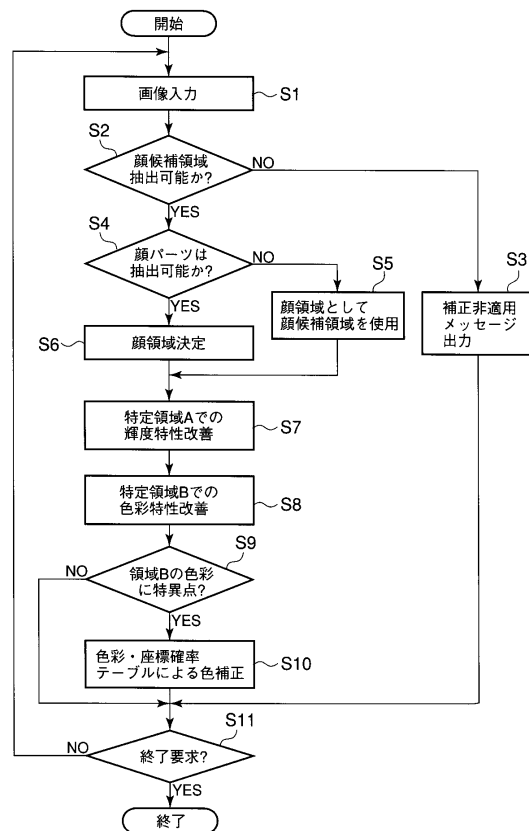 開始
画像入力
S1
S2
顔候補領域
抽出可能か?
NO
YES
S4
顔パーツは
抽出可能か?
NO
YES
S5
顔領域として
顔候補領域を使用
S3
補正非適用
メッセージ
出力
S6
顔領域決定
特定領域Aでの
輝度特性改善
S7
特定領域Bでの
色彩特性改善
S8
S9
NO
領域Bの色彩
に特異点?
YES
色彩・座標確率
テーブルによる色補正
S10
S11
NO
終了要求?
YES
終了